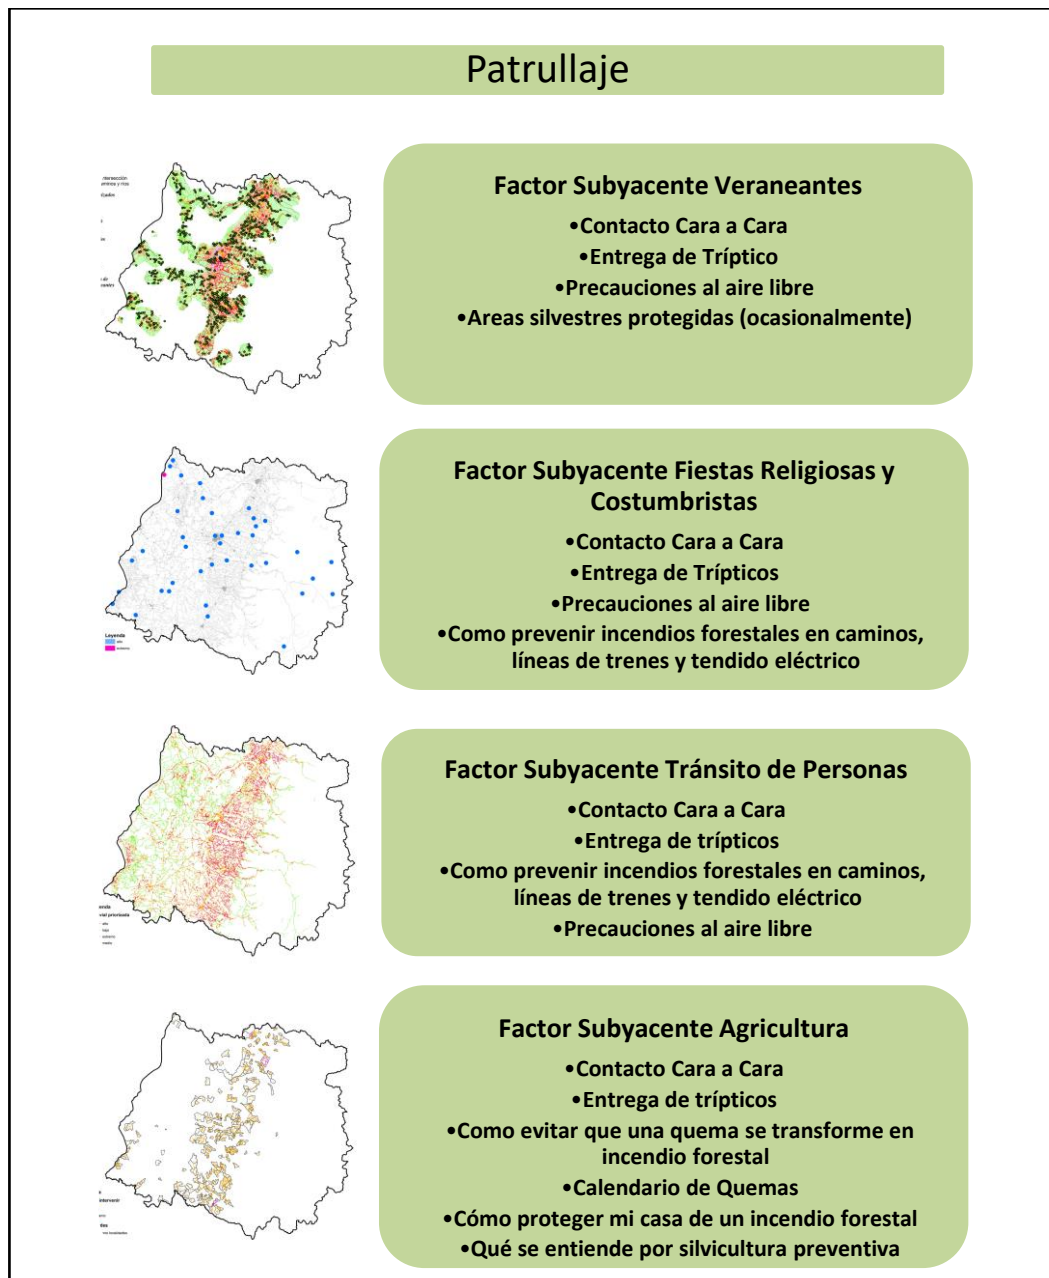 Patrullaje
Factor Subyacente Veraneantes
•Contacto Cara a Cara
•Entrega de Tríptico
•Precauciones al aire libre
•Areas silvestres protegidas (ocasionalmente)
Factor Subyacente Fiestas Religiosas y
Costumbristas
•Contacto Cara a Cara
•Entrega de Trípticos
•Precauciones al aire libre
•Como prevenir incendios forestales en caminos,
líneas de trenes y tendido eléctrico
Leyenda
Factor Subyacente Tránsito de Personas
•Contacto Cara a Cara
•Entrega de trípticos
•Como prevenir incendios forestales en caminos,
líneas de trenes y tendido eléctrico
•Precauciones al aire libre
vial priorizada
Factor Subyacente Agricultura
•Contacto Cara a Cara
•Entrega de trípticos
•Como evitar que una quema se transforme en
incendio forestal
•Calendario de Quemas
•Cómo proteger mi casa de un incendio forestal
•Qué se entiende por silvicultura preventiva